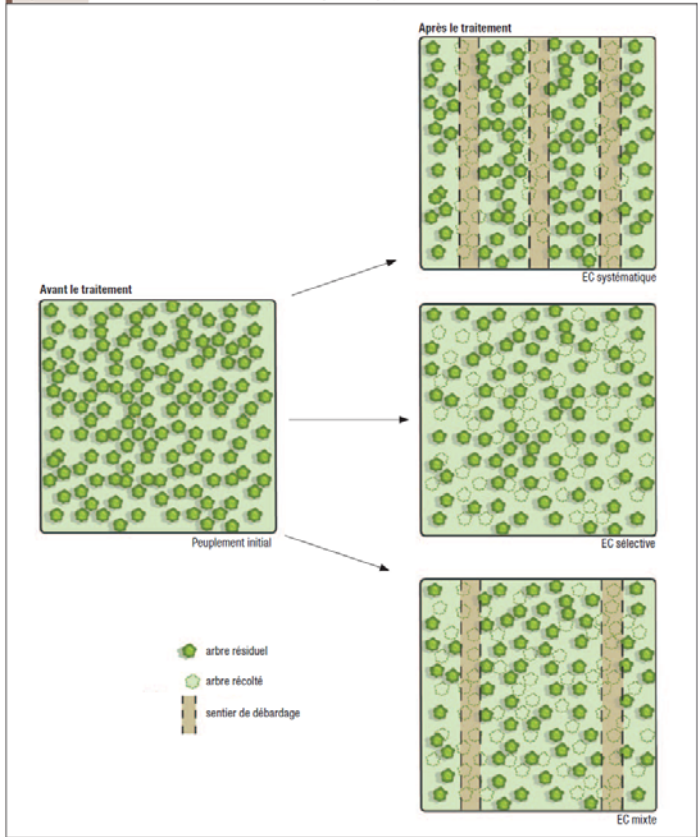 Après le traitement
EC systématique
Avant le traitement
Peuplement initial
EC sélective
arbre résiduel
arbre récolté
sentier de débardage
EC mixte